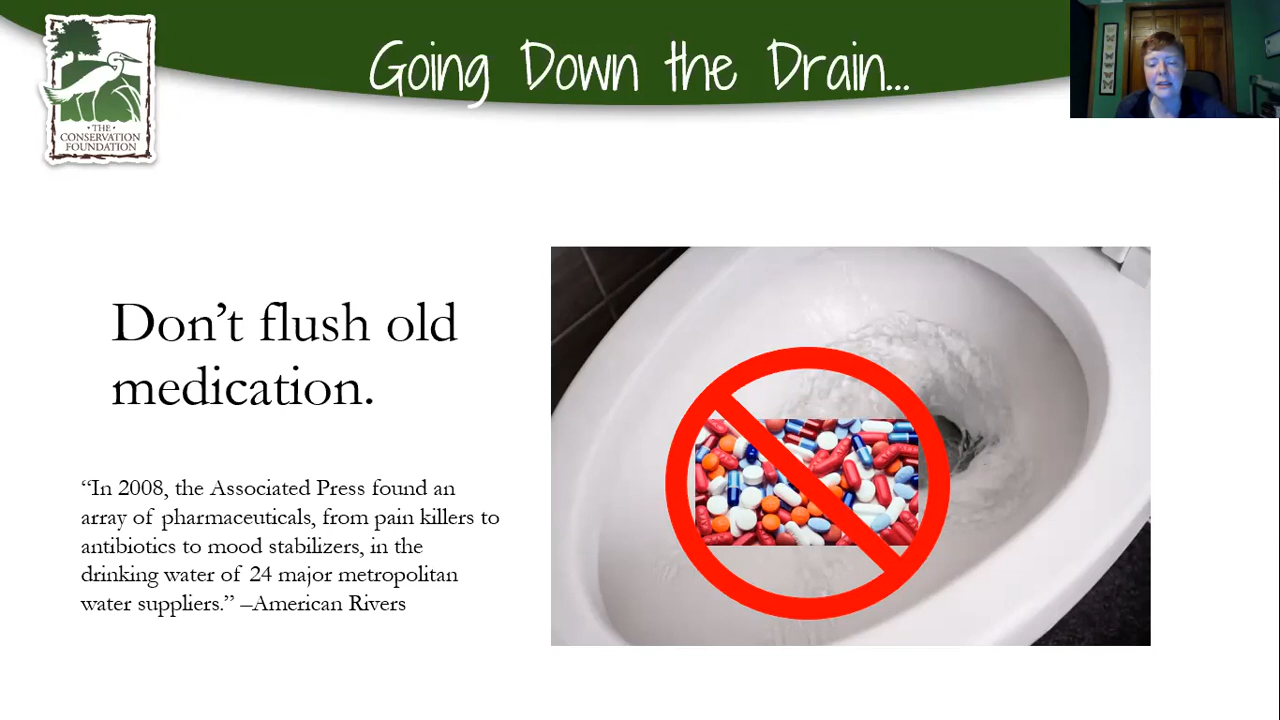 Going Down the Drain...
• THE •
CONSERVATION
FOUNDATION
Don’t flush old
medication.
“In 2008, the Associated Press found an
array of pharmaceuticals, from pain killers to
antibiotics to mood stabilizers, in the
drinking water of 24 major metropolitan
water suppliers.” –American Rivers